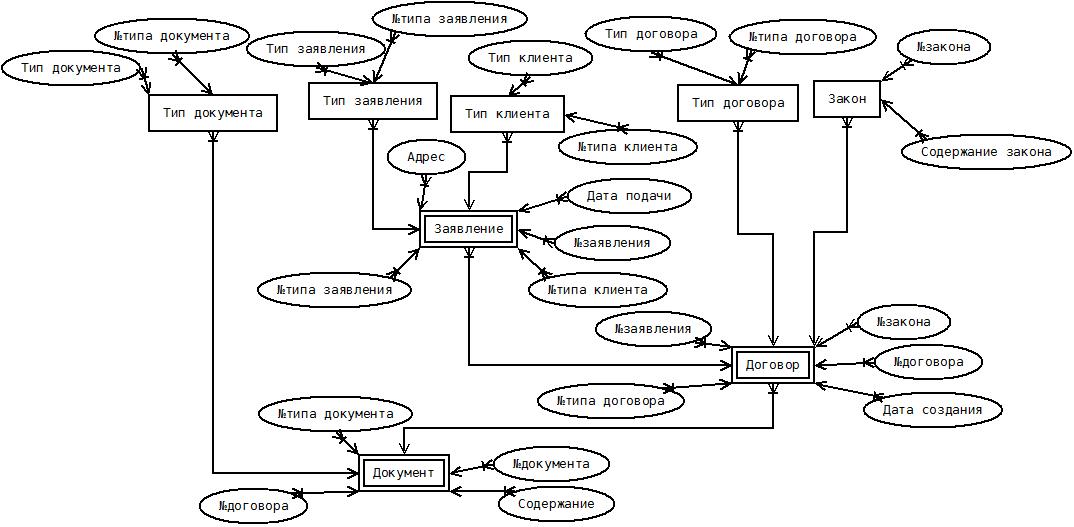 №типа заявления
№типа документа
Тип заявления
Тип договора
№типа договора
№закона
Тип документа
Тип клиента
Тип документа
Тип заявления
Тип клиента
Тип договора
Закон
№типа клиента
Содержание закона
Адрес
Дата подачи
Заявление
№заявления
№типа заявления
№типа клиента
№заявления
№закона
Договор
№договора
№типа договора
Дата создания
№типа документа
Документ
№документа
№договора
Содержание